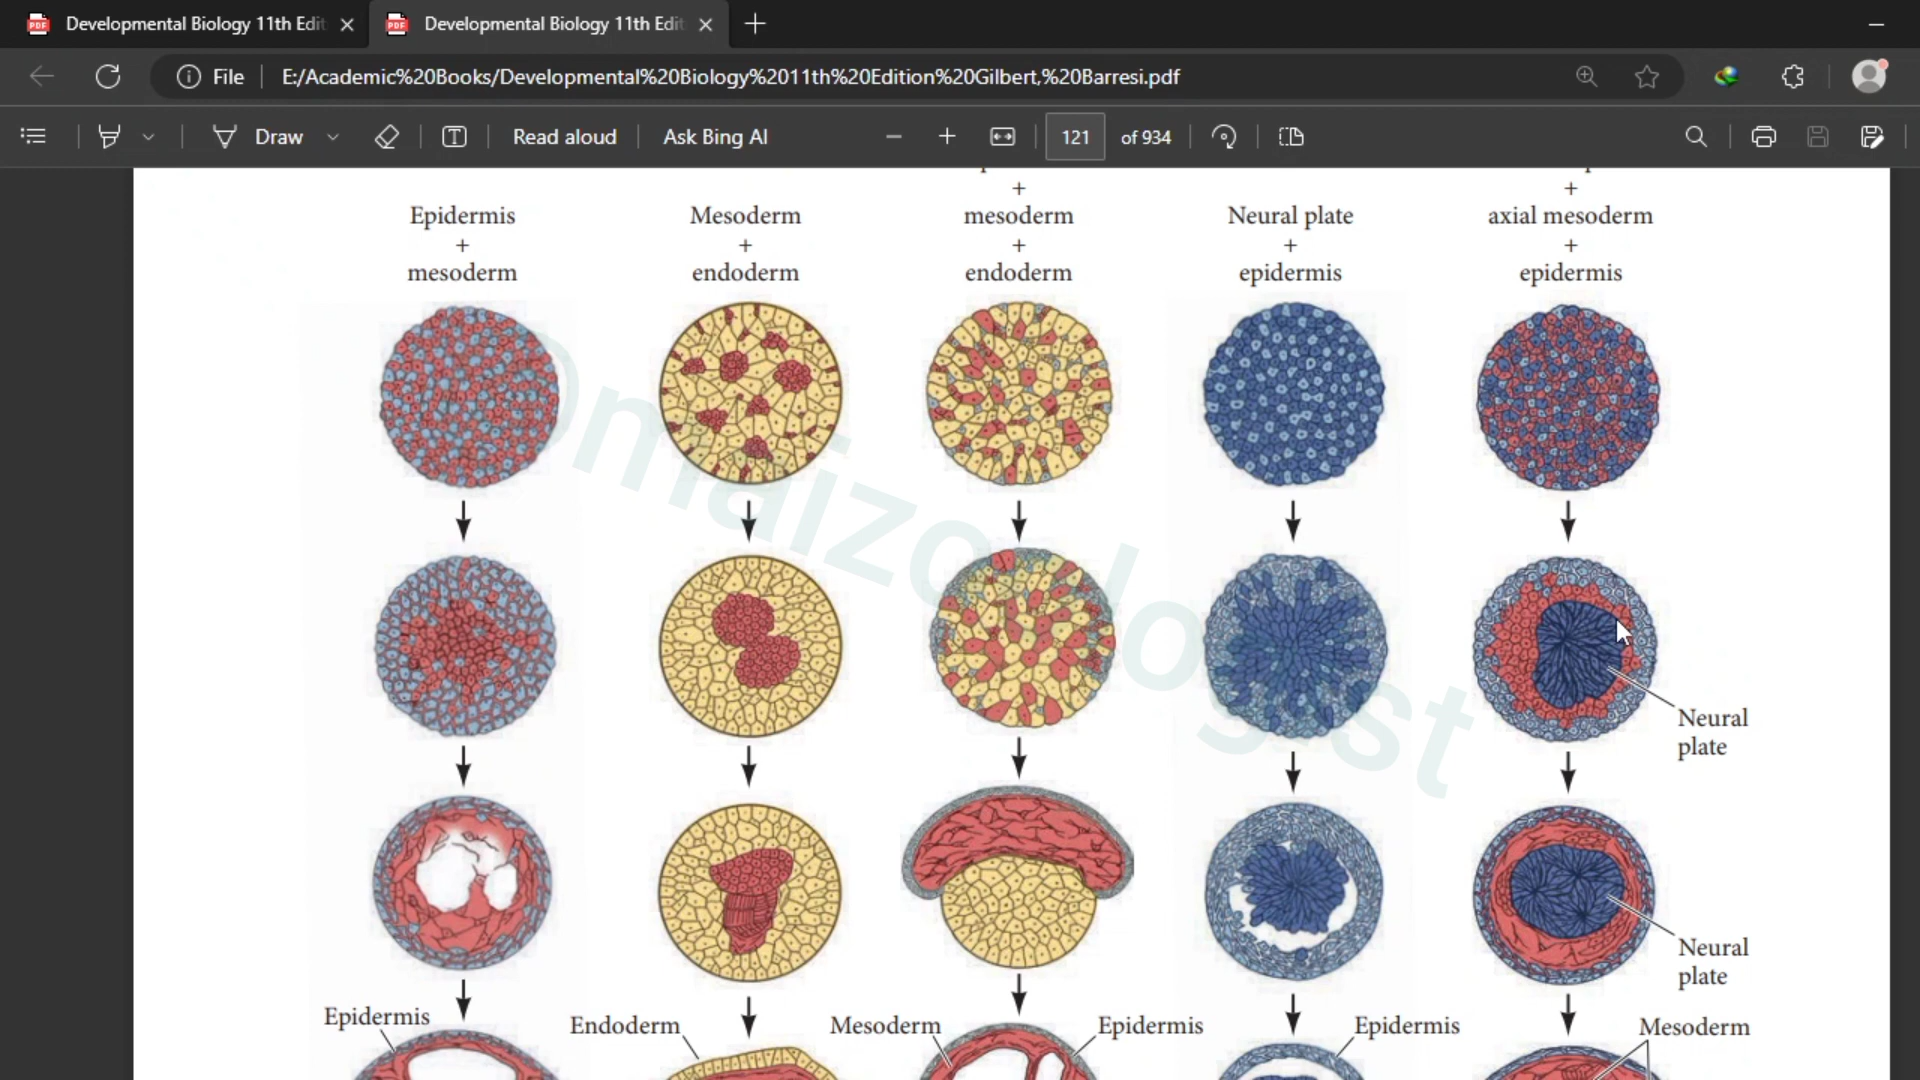 Developmental Biology 11th Edit
Developmental Biology 11th Edit
File
E:/Academic%20Books/Developmental%20Biology%2011th%20Edition%20Gilbert,%20Barresi.pdf
Draw
Read aloud
Ask Bing AI
121
of 934
Epidermis
+
mesoderm
Mesoderm
+
endoderm
+
mesoderm
+
endoderm
Neural plate
+
epidermis
+
axial mesoderm
+
epidermis
@maizoologist
Neural
plate
Neural
plate
Epidermis
Endoderm
Mesoderm
Epidermis
Epidermis
Mesoderm